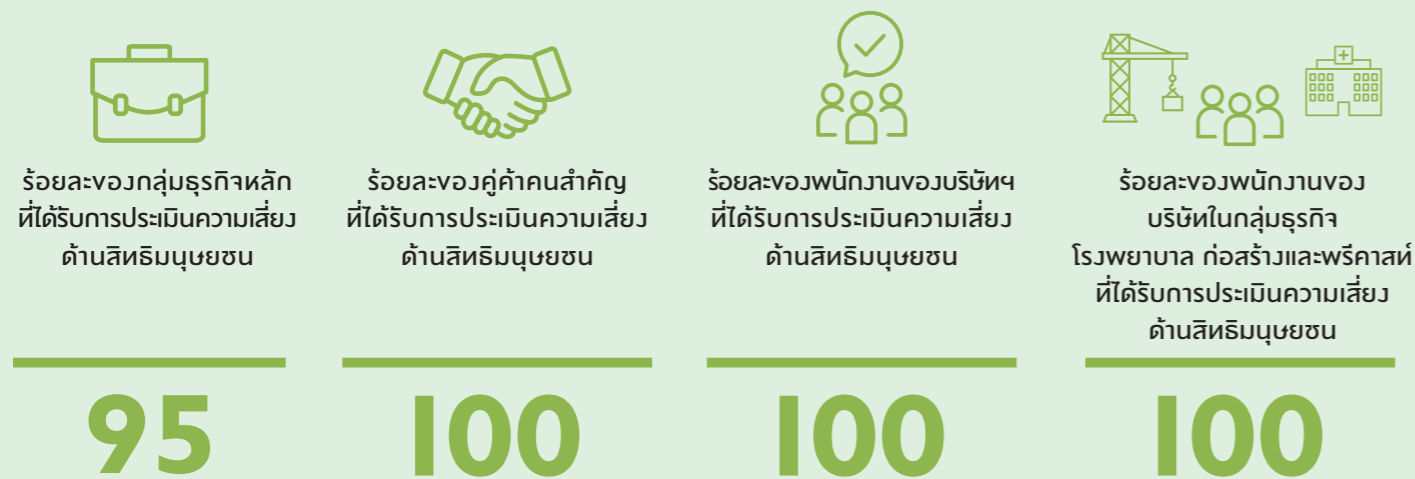 ร้อยละของกลุ่มธุรกิจหลัก
ที่ได้รับการประเมินความเสี่ยง
ด้านสิทธิมนุษยชน
95
ร้อยละของคู่ค้าคนสำคัญ
ที่ได้รับการประเมินความเสี่ยง
ด้านสิทธิมนุษยชน
100
ร้อยละของพนักงานของบริษัทฯ
ที่ได้รับการประเมินความเสี่ยง
ด้านสิทธิมนุษยชน
100
ร้อยละของพนักงานของ
บริษัทในกลุ่มธุรกิจ
โรงพยาบาล ก่อสร้างและพรีคาสท์
ที่ได้รับการประเมินความเสี่ยง
ด้านสิทธิมนุษยชน
100